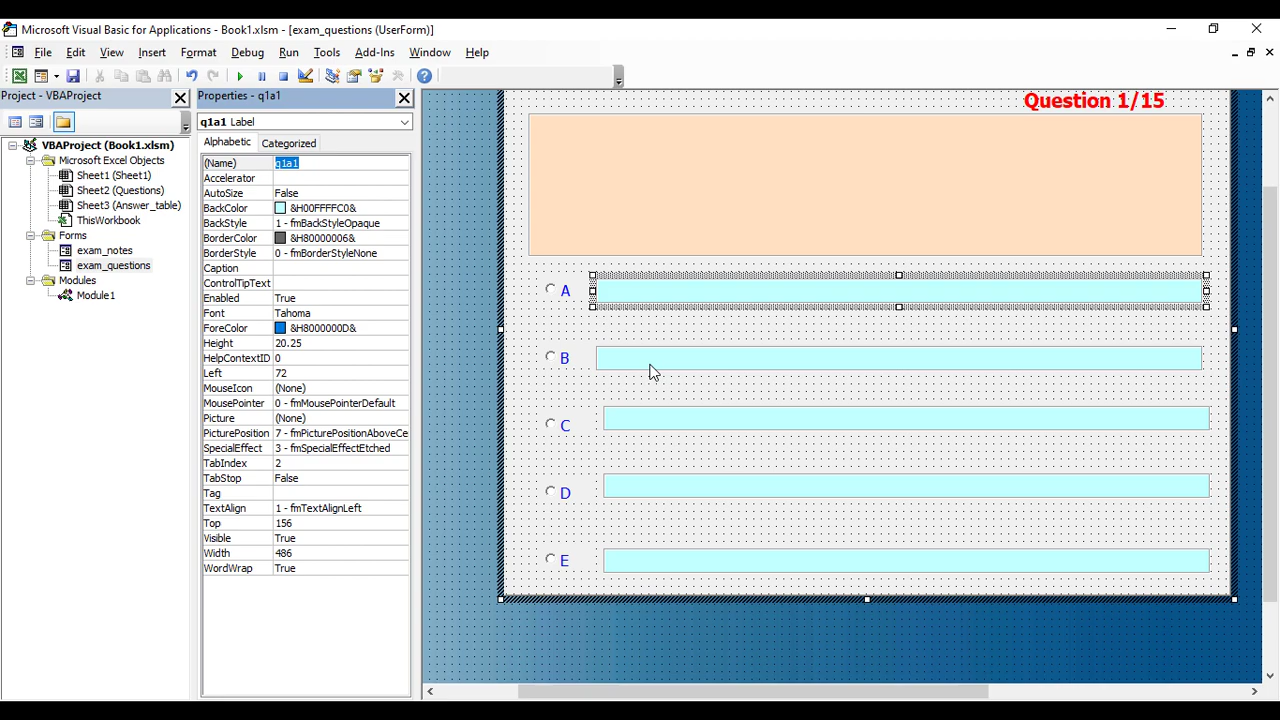 Microsoft Visual Basic for Applications - Book1.xlsm - [exam_questions (UserForm)]
File Edit View Insert Format Debug Run Tools Add-Ins Window Help
Project - VBAProject
VBAProject (Book1.xlsm)
Microsoft Excel Objects
Sheet1 (Sheet1)
Sheet2 (Questions)
Sheet3 (Answer_table)
ThisWorkbook
Forms
exam_notes
exam_questions
Modules
Module1
Properties - q1a1
q1a1 Label
Alphabetic Categorized
(Name) q1a1
Accelerator
AutoSize False
BackColor &H00FFFFC0&
BackStyle 1 - fmBackStyleOpaque
BorderColor &H80000006&
BorderStyle 0 - fmBorderStyleNone
Caption
ControlTipText
Enabled True
Font Tahoma
ForeColor &H8000000D&
Height 20.25
HelpContextID 0
Left 72
MouseIcon (None)
MousePointer 0 - fmMousePointerDefault
Picture (None)
PicturePosition 7 - fmPicturePositionAboveCe
SpecialEffect 3 - fmSpecialEffectEtched
TabIndex 2
TabStop False
Tag
TextAlign 1 - fmTextAlignLeft
Top 156
Visible True
Width 486
WordWrap True
Question 1/15
A
B
C
D
E